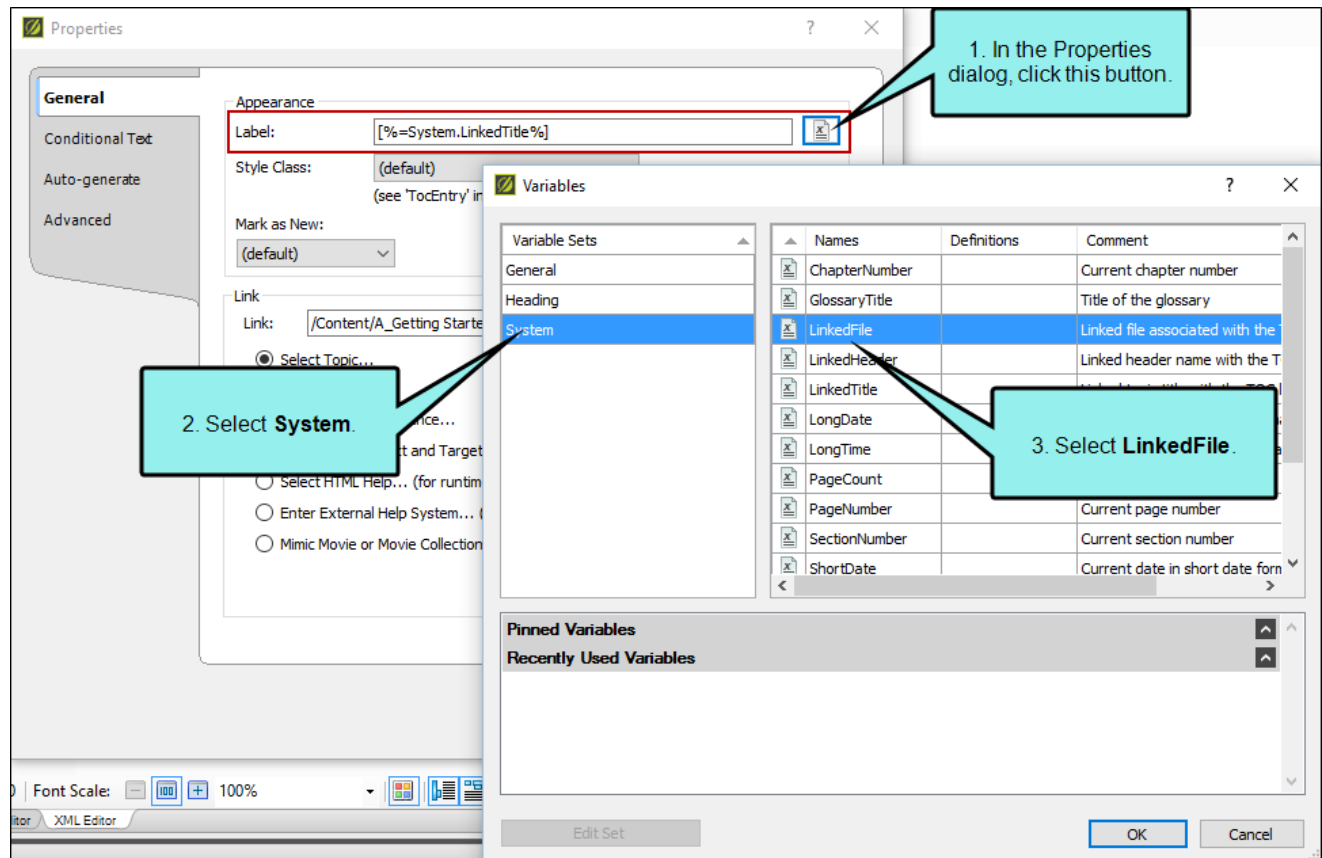 Properties
?
1. In the Properties
dialog, click this button.
General
Conditional Text
Auto-generate
Advanced
Appearance
Label:
[%=System.LinkedTitle%]
Style Class:
(default)
(see 'TocEntry' in
Mark as New:
(default)
Link
Link:
/Content/A_Getting Starte
Select Topic...
2. Select System.
Select HTML Help... (for runtim
Enter External Help System... (
Mimic Movie or Movie Collection
Variables
?
Variable Sets
General
Heading
System
Names Definitions Comment
ChapterNumber Current chapter number
GlossaryTitle Title of the glossary
LinkedFile Linked file associated with the
LinkedHeader Linked header name with the T
LinkedTitle
LongDate
LongTime
PageCount
PageNumber Current page number
SectionNumber Current section number
ShortDate Current date in short date form
3. Select LinkedFile.
Pinned Variables
Recently Used Variables
Font Scale: 100%
XML Editor
Edit Set
OK
Cancel